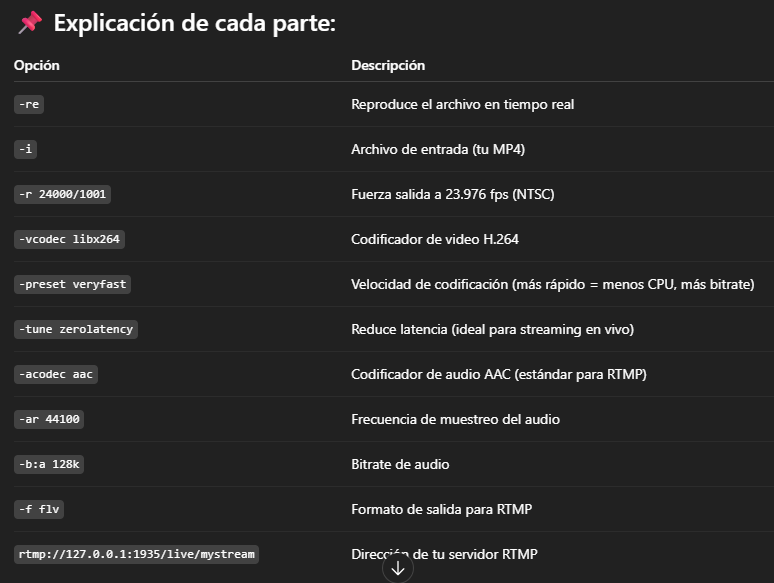 📌 Explicación de cada parte:
Opción Descripción
-re Reproduce el archivo en tiempo real
-i Archivo de entrada (tu MP4)
-r 24000/1001 Fuerza salida a 23.976 fps (NTSC)
-vcodec libx264 Codificador de video H.264
-preset veryfast Velocidad de codificación (más rápido = menos CPU, más bitrate)
-tune zerolatency Reduce latencia (ideal para streaming en vivo)
-acodec aac Codificador de audio AAC (estándar para RTMP)
-ar 44100 Frecuencia de muestreo del audio
-b:a 128k Bitrate de audio
-f flv Formato de salida para RTMP
rtmp://127.0.0.1:1935/live/mystream Dirección de tu servidor RTMP